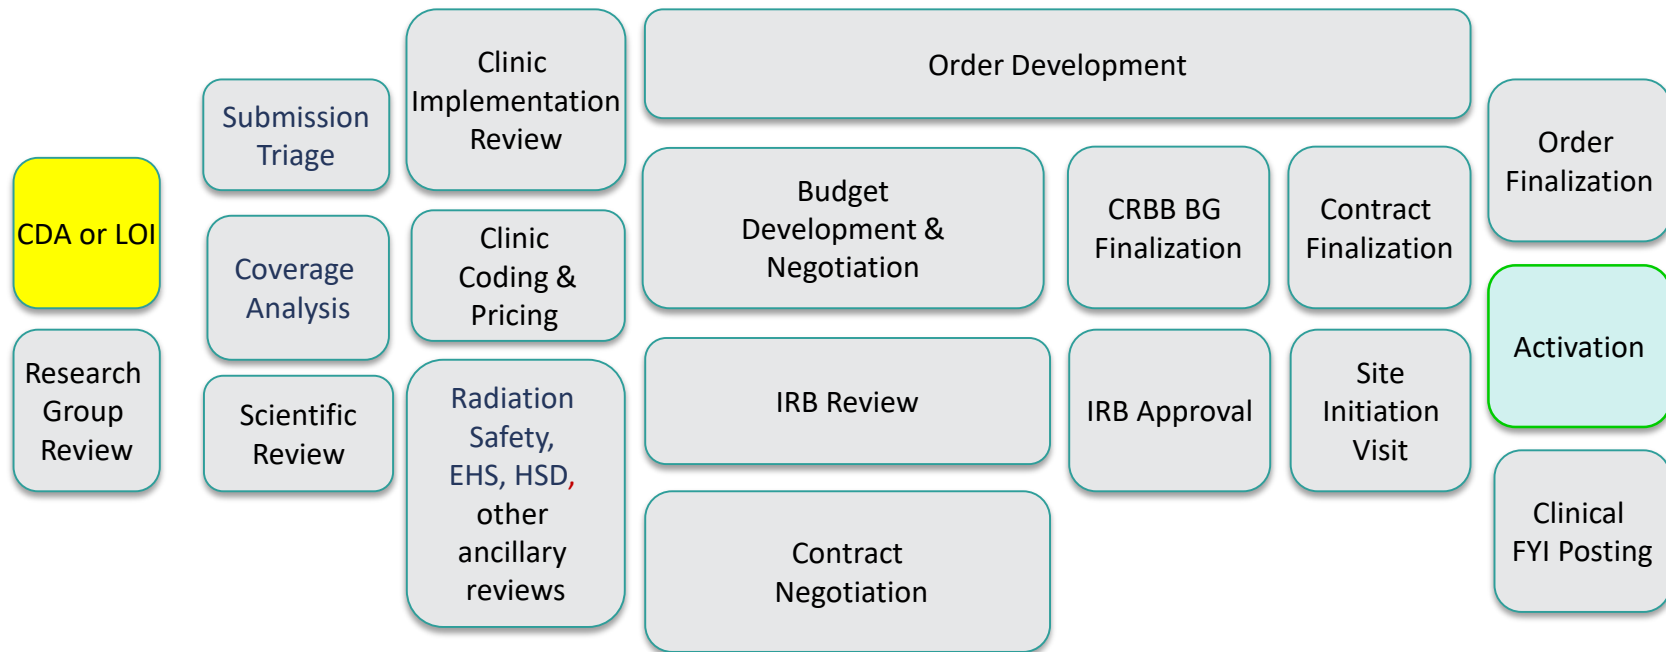 CDA or LOI
Research
Group
Review
Submission
Triage
Coverage
Analysis
Scientific
Review
Clinic
Implementation
Review
Clinic
Coding &
Pricing
Radiation
Safety,
EHS, HSD,
other
ancillary
reviews
Order Development
Budget
Development &
Negotiation
IRB Review
Contract
Negotiation
CRBB BG
Finalization
IRB Approval
Contract
Finalization
Site
Initiation
Visit
Order
Finalization
Activation
Clinical
FYI Posting